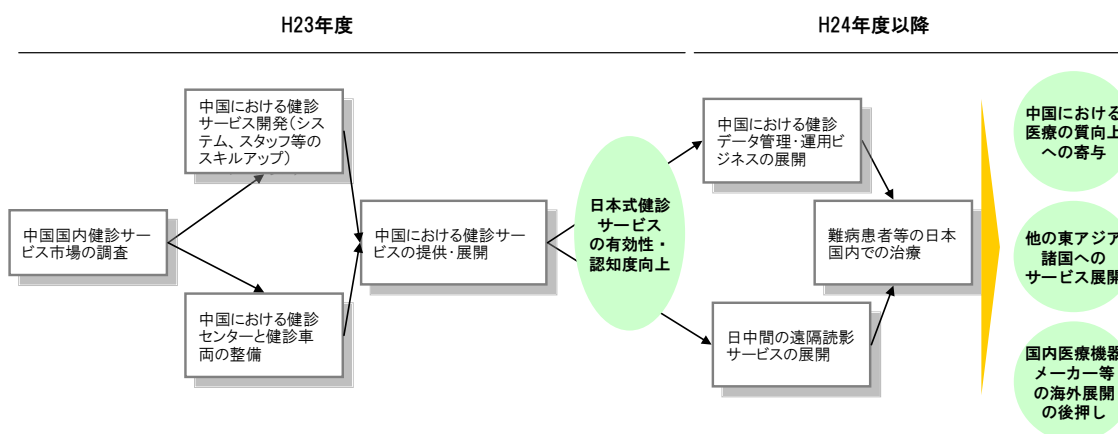 H23年度
H24年度以降
中国国内健診サー
ビス市場の調査
中国における健診
サービス開発(シス
テム、スタッフ等の
スキルアップ)
中国における健診
センターと健診車
両の整備
中国における健診サー
ビスの提供・展開
日本式健診
サービス
の有効性・
認知度向上
中国における健診
データ管理・運用ビ
ジネスの展開
日中間の遠隔読影
サービスの展開
難病患者等の日本
国内での治療
中国における
医療の質向上
への寄与
他の東アジア
諸国への
サービス展開
国内医療機器
メーカー等
の海外展開
の後押し